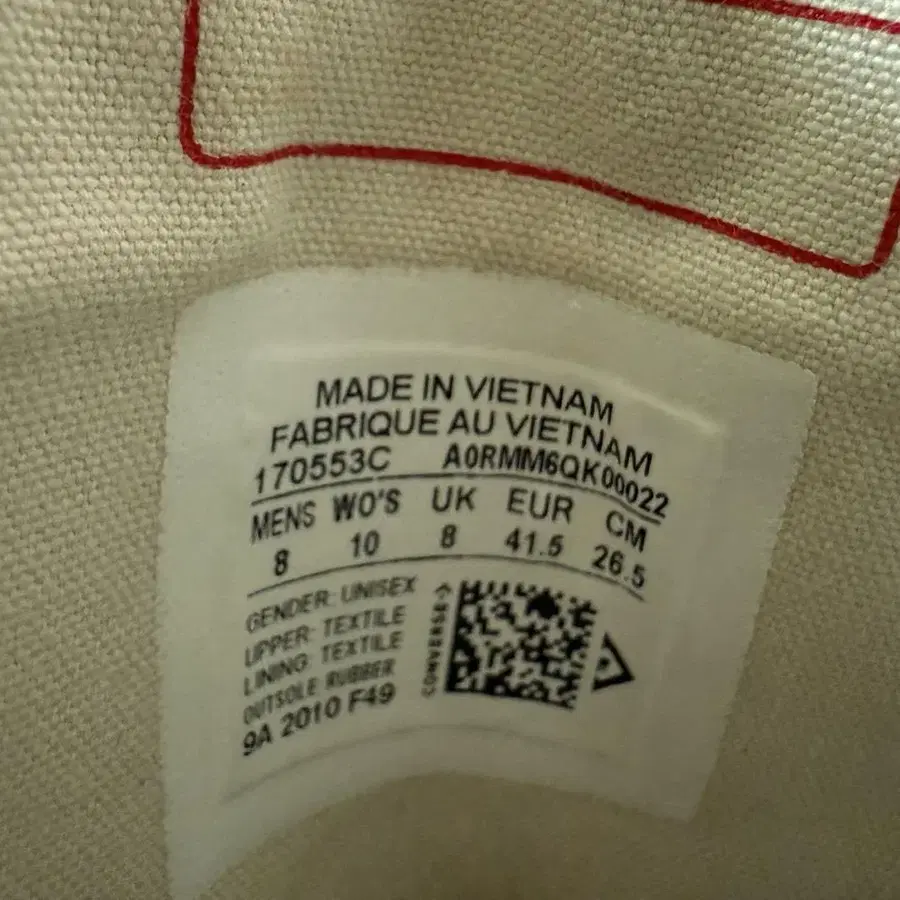 MADE IN VIETNAM
FABRIQUE AU VIETNAM
170553C A0RMM6QK00022
MENS WO'S UK EUR CM
8 10 8 41.5 26.5
GENDER: UNISEX
UPPER: TEXTILE
LINING: TEXTILE
OUTSOLE RUBBER
9A 2010 F49
CONVERSE